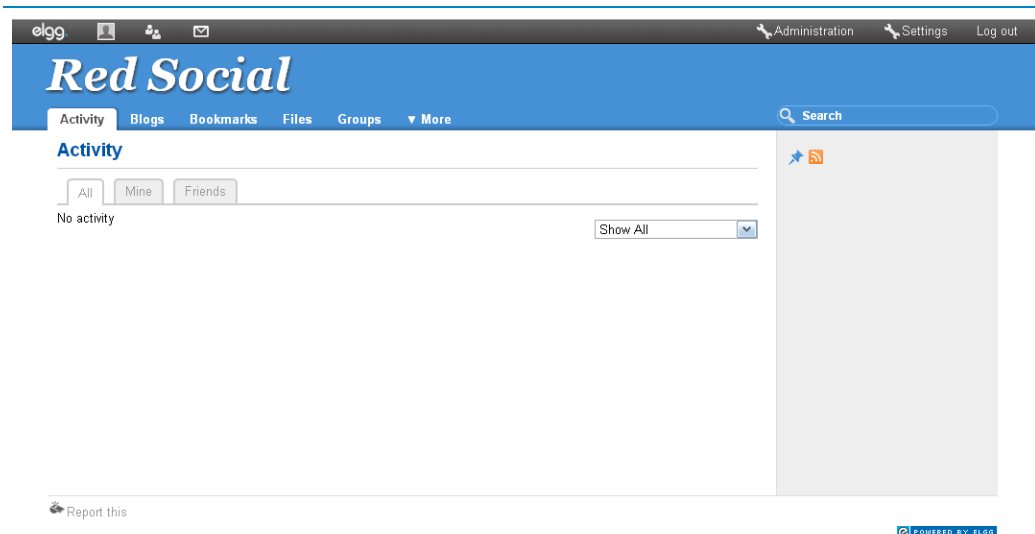 elgg. Administration Settings Log out
Red Social
Activity Blogs Bookmarks Files Groups ▼ More Search
Activity
All Mine Friends
No activity
Show All
Report this
POWERED BY ELGG